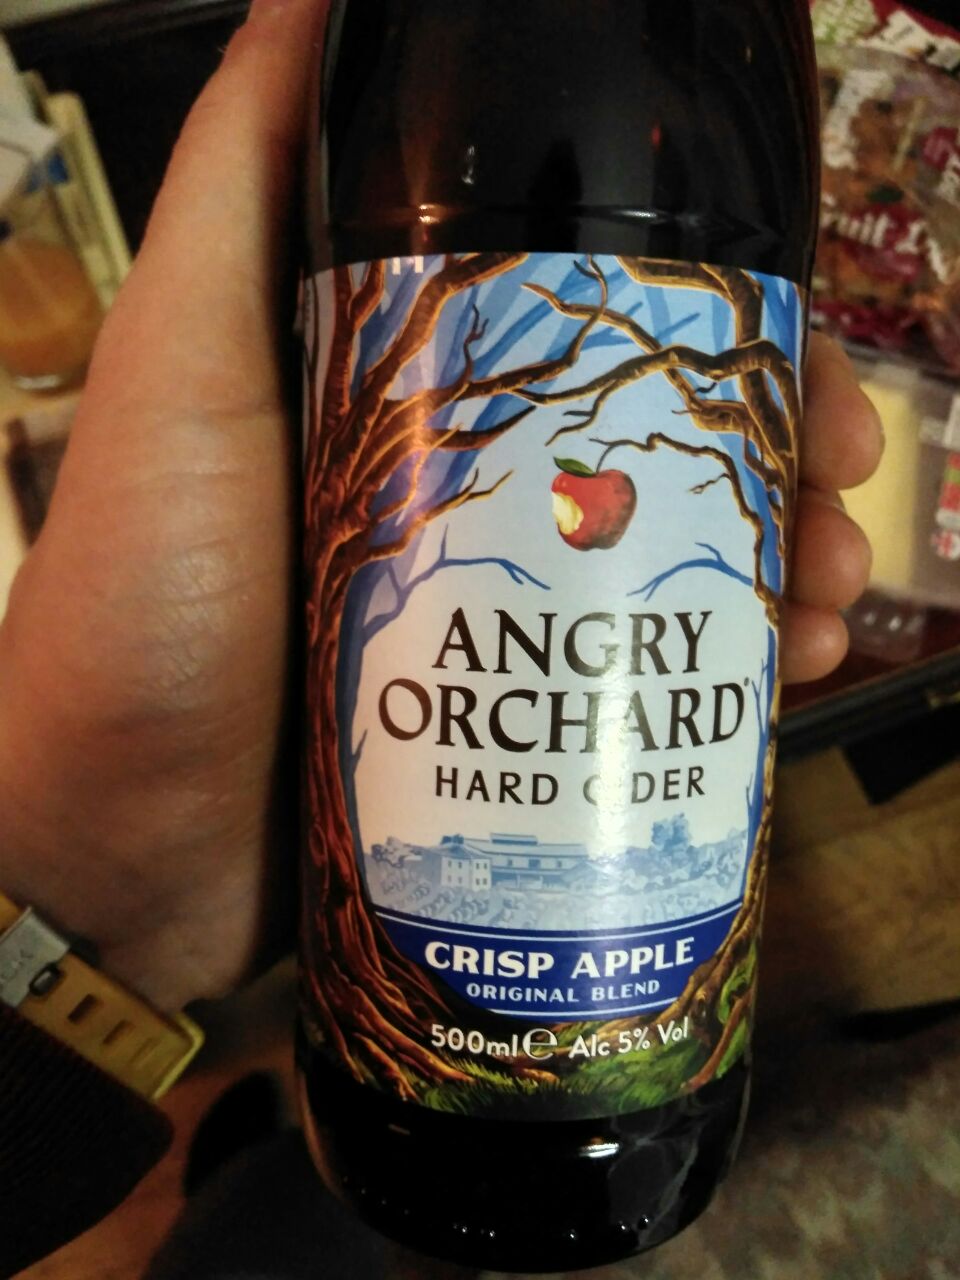 ANGRY
ORCHARD
HARD CIDER
CRISP APPLE
ORIGINAL BLEND
500ml℮ Alc 5% Vol